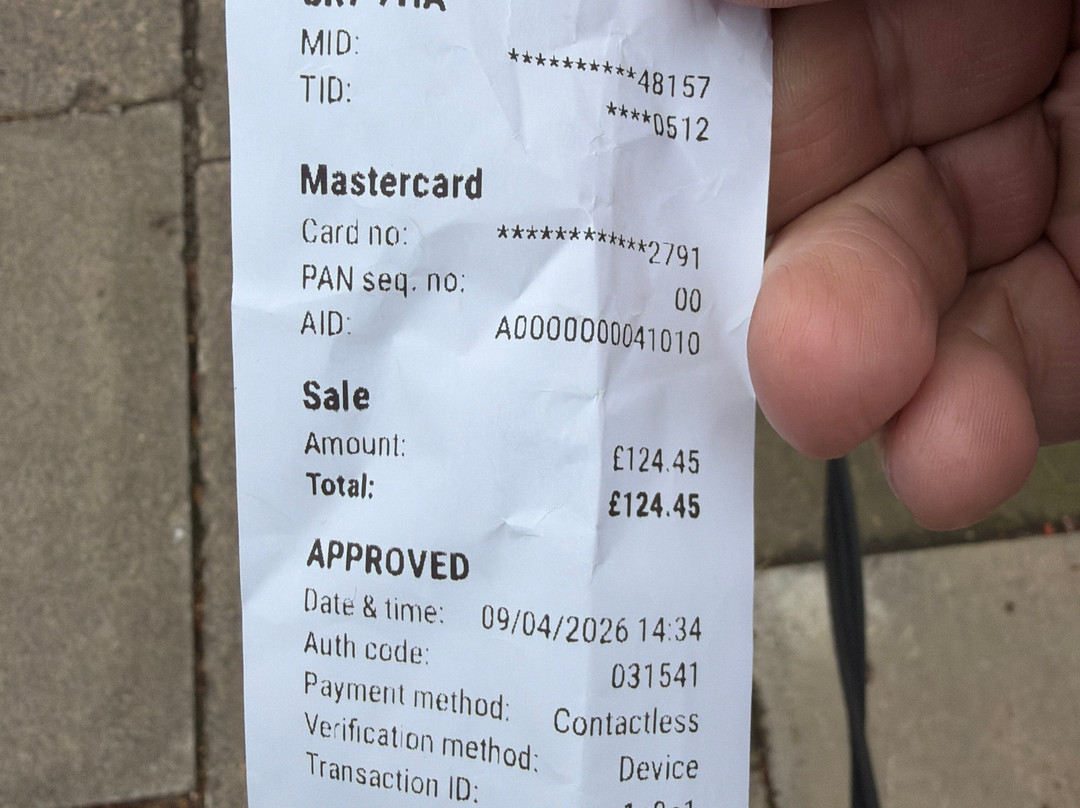 MID: **********48157
TID: ****0512
Mastercard
Card no: ************2791
PAN seq. no: 00
AID: A0000000041010
Sale
Amount: £124.45
Total: £124.45
APPROVED
Date & time: 09/04/2026 14:34
Auth code: 031541
Payment method: Contactless
Verification method: Device
Transaction ID: